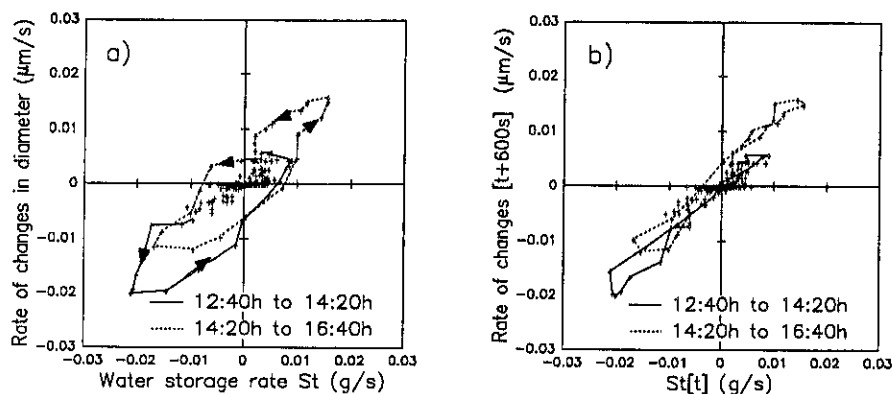 a)
Rate of changes in diameter (μm/s)
0.03
0.02
0.01
0
-0.01
-0.02
-0.03
12:40h to 14:20h
14:20h to 16:40h
-0.03 -0.02 -0.01 0 0.01 0.02 0.03
Water storage rate St (g/s)
b)
Rate of changes [t+600s] (μm/s)
0.03
0.02
0.01
0
-0.01
-0.02
-0.03
12:40h to 14:20h
14:20h to 16:40h
-0.03 -0.02 -0.01 0 0.01 0.02 0.03
St[t] (g/s)